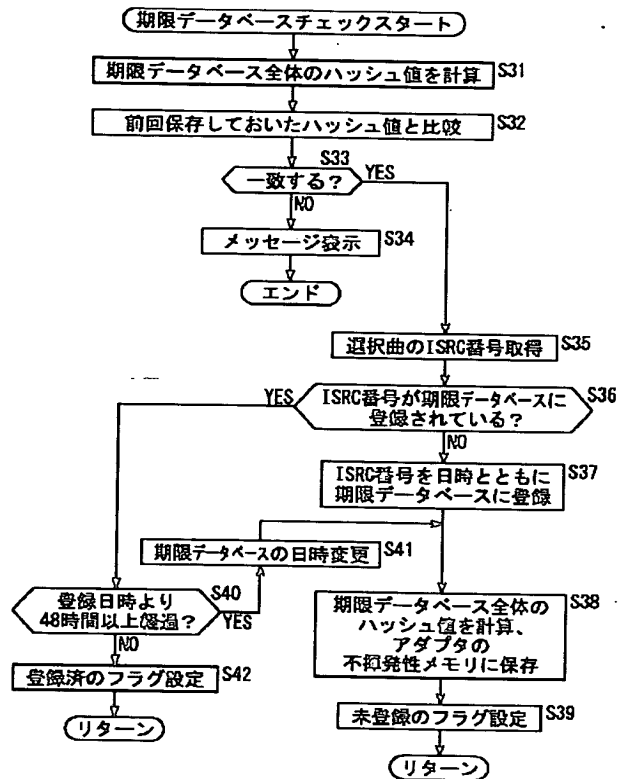 期限データベースチェックスタート
期限データベース全体のハッシュ値を計算
S31
前回保存しておいたハッシュ値と比較
S32
S33
一致する?
YES
NO
メッセージ表示
S34
エンド
選択曲のISRC番号取得
S35
YES
ISRC番号が期限データベースに
登録されている?
S36
NO
ISRC番号を日時とともに
期限データベースに登録
S37
期限データベースの日時変更
S41
登録日時より
48時間以上経過?
S40
YES
NO
期限データベース全体の
ハッシュ値を計算、
アダプタの
不揮発性メモリに保存
S38
登録済のフラグ設定
S42
リターン
未登録のフラグ設定
S39
リターン